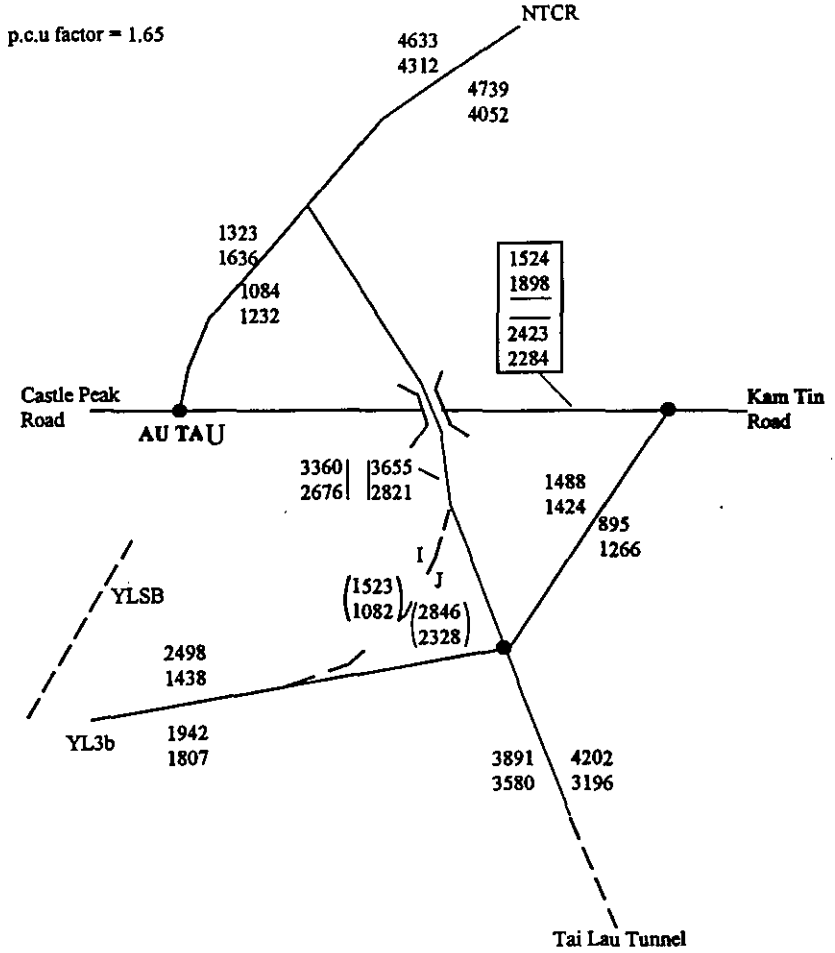 NTCR
p.c.u factor = 1.65
4633
4312
4739
4052
1323
1636
1084
1232
1524
1898
2423
2284
Castle Peak
Road
AU TAU
Kam Tin
Road
3360 3655
2676 2821
1488
1424
895
1266
I
J
YLSB
(1523
1082)
(2846
2328)
2498
1438
YL3b
1942
1807
3891
3580
4202
3196
Tai Lau Tunnel